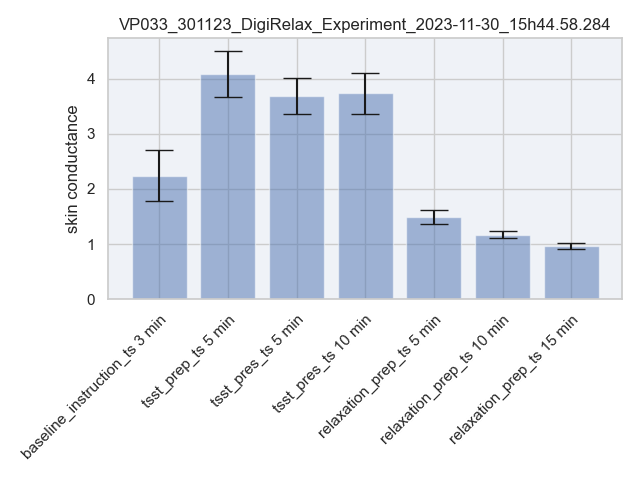 VP033_301123_DigiRelax_Experiment_2023-11-30_15h44.58.284
skin conductance
4
3
2
1
0
baseline_instruction_ts 3 min
tsst_prep_ts 5 min
tsst_pres_ts 5 min
tsst_pres_ts 10 min
relaxation_prep_ts 5 min
relaxation_prep_ts 10 min
relaxation_prep_ts 15 min